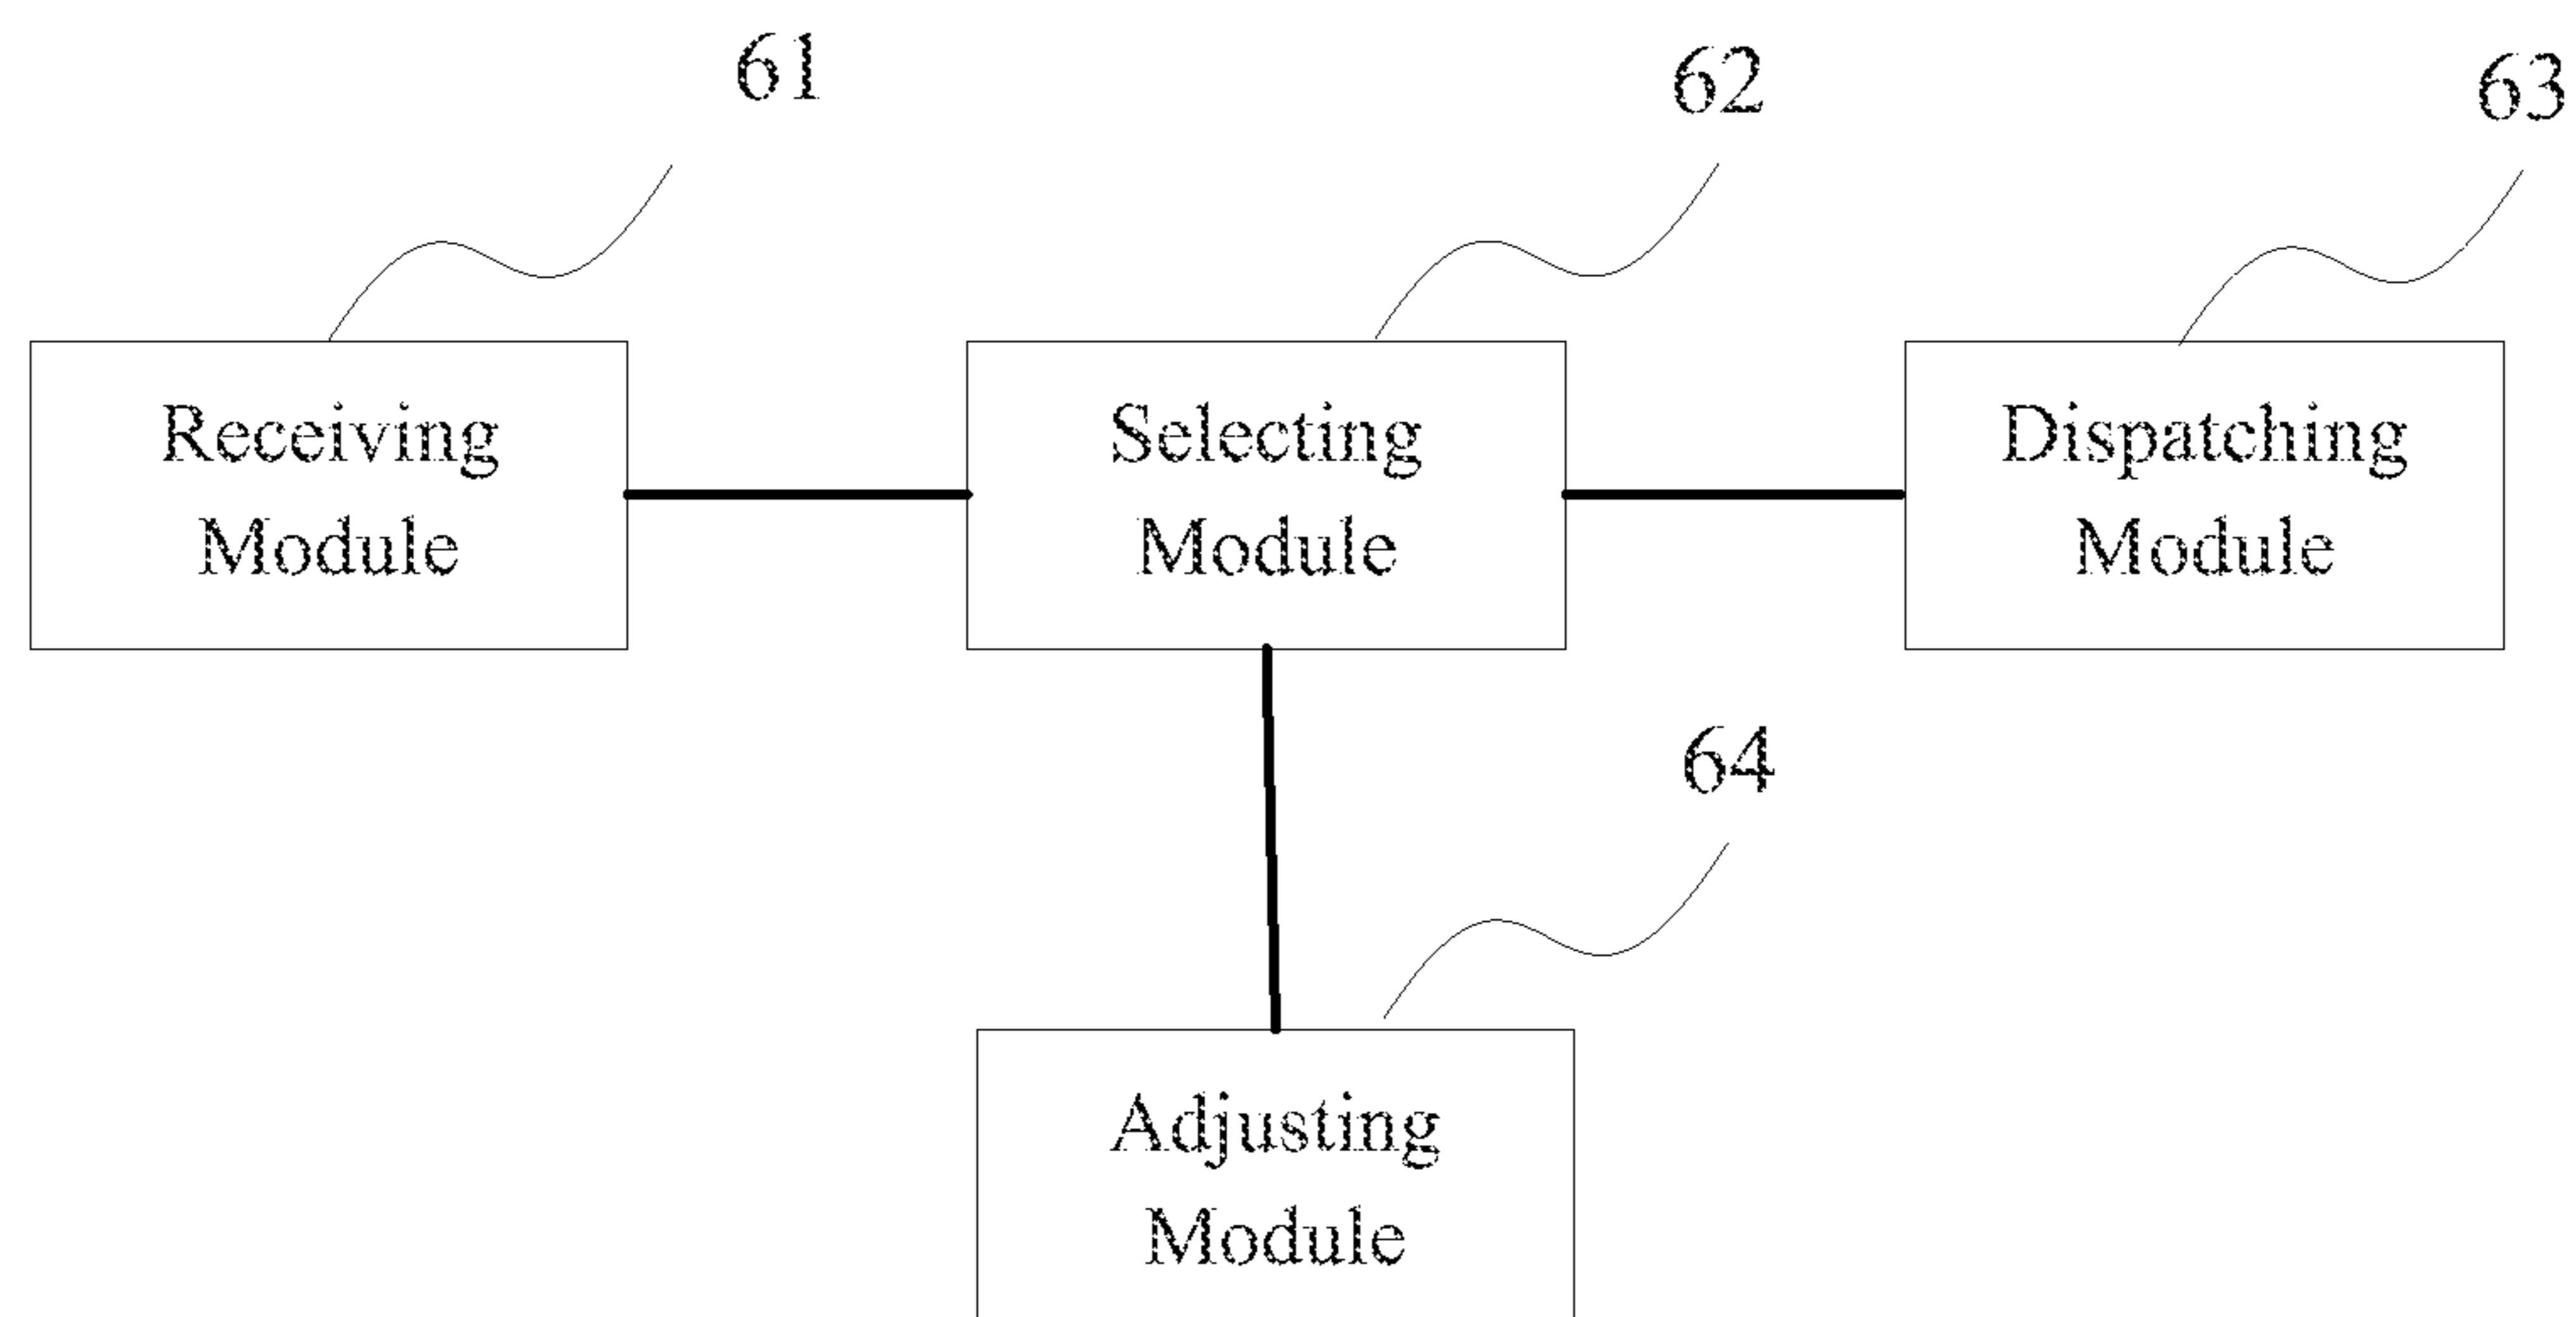 61
62
63
Receiving
Module
Selecting
Module
Dispatching
Module
64
Adjusting
Module